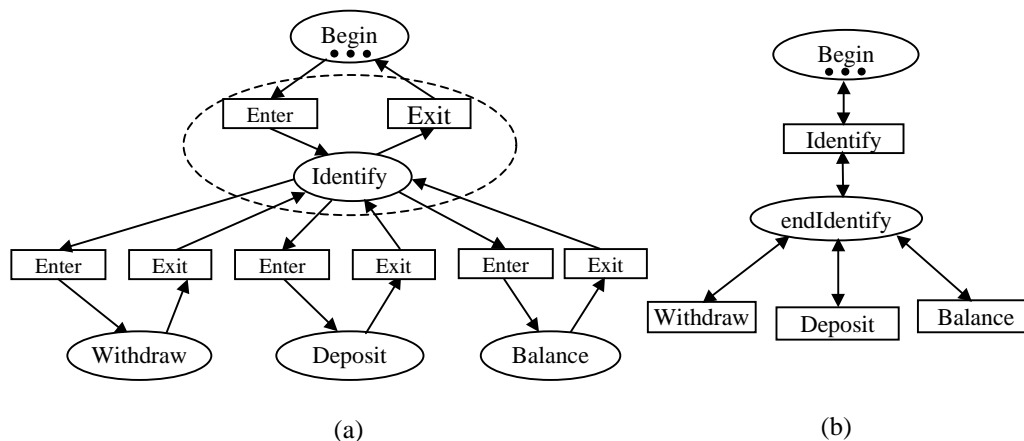 Begin
Enter
Exit
Identify
Enter
Exit
Enter
Exit
Enter
Exit
Withdraw
Deposit
Balance
(a)
Begin
Identify
endIdentify
Withdraw
Deposit
Balance
(b)